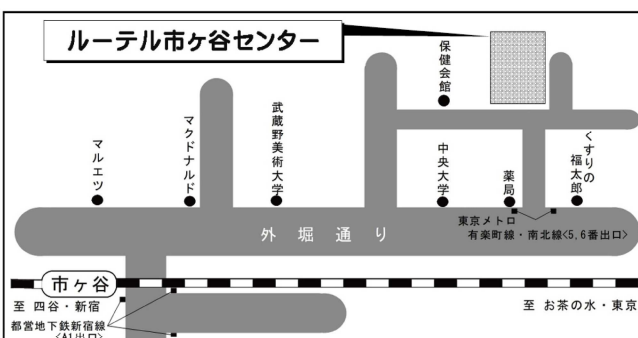 ルーテル市ヶ谷センター
保健会館
マルエツ
マクドナルド
武蔵野美術大学
中央大学
薬局
くすりの
福太郎
東京メトロ
有楽町線・南北線<5,6番出口>
外堀通り
市ヶ谷
至 四谷・新宿
至 お茶の水・東京
都営地下鉄新宿線
<A1出口>